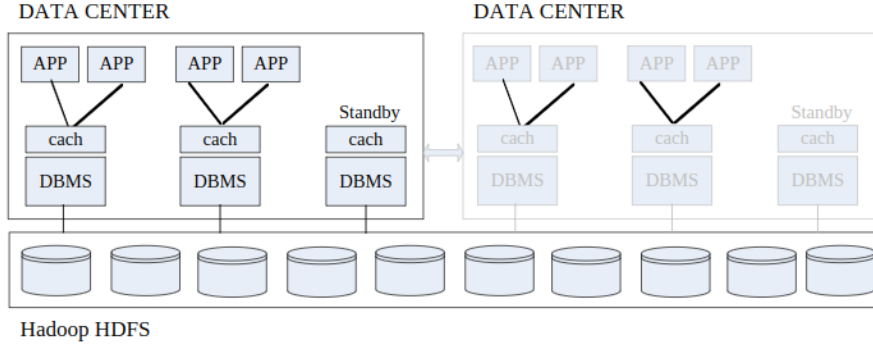 DATA CENTER DATA CENTER
APP APP APP APP APP APP APP APP
Standby Standby
cach cach cach cach cach cach
DBMS DBMS DBMS DBMS DBMS DBMS
Hadoop HDFS